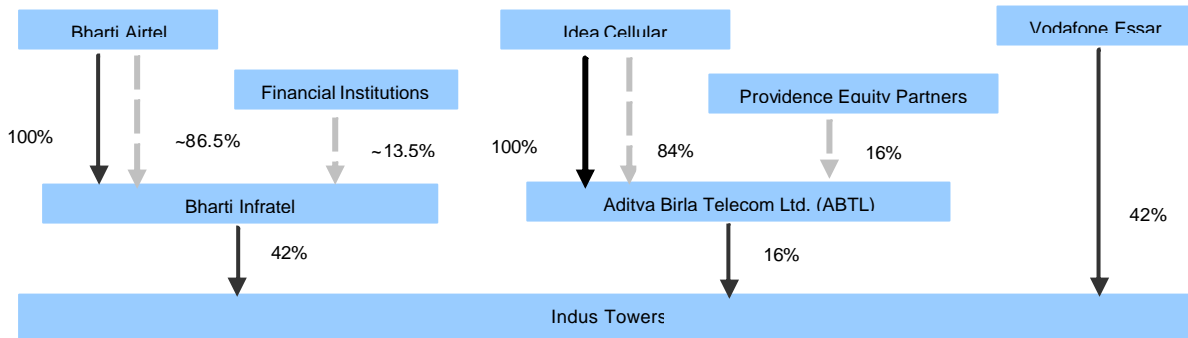 Bharti Airtel
Idea Cellular
Vodafone Essar
Financial Institutions
Providence Equity Partners
100%
~86.5%
~13.5%
100%
84%
16%
Bharti Infratel
Aditya Birla Telecom Ltd. (ABTL)
42%
42%
16%
Indus Towers